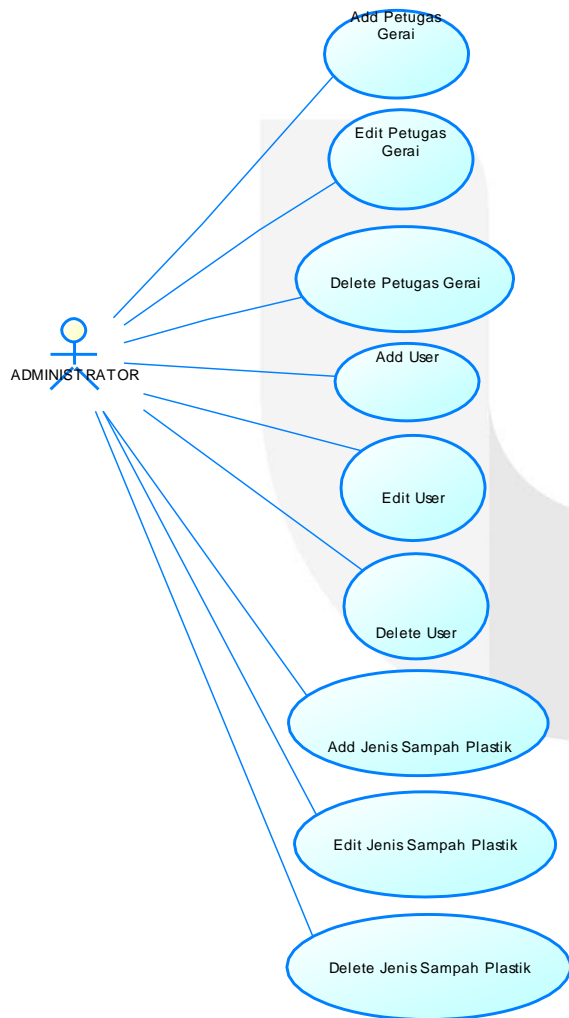 Add Petugas
Gerai
Edit Petugas
Gerai
Delete Petugas Gerai
ADMINISTRATOR
Add User
Edit User
Delete User
Add Jenis Sampah Plastik
Edit Jenis Sampah Plastik
Delete Jenis Sampah Plastik